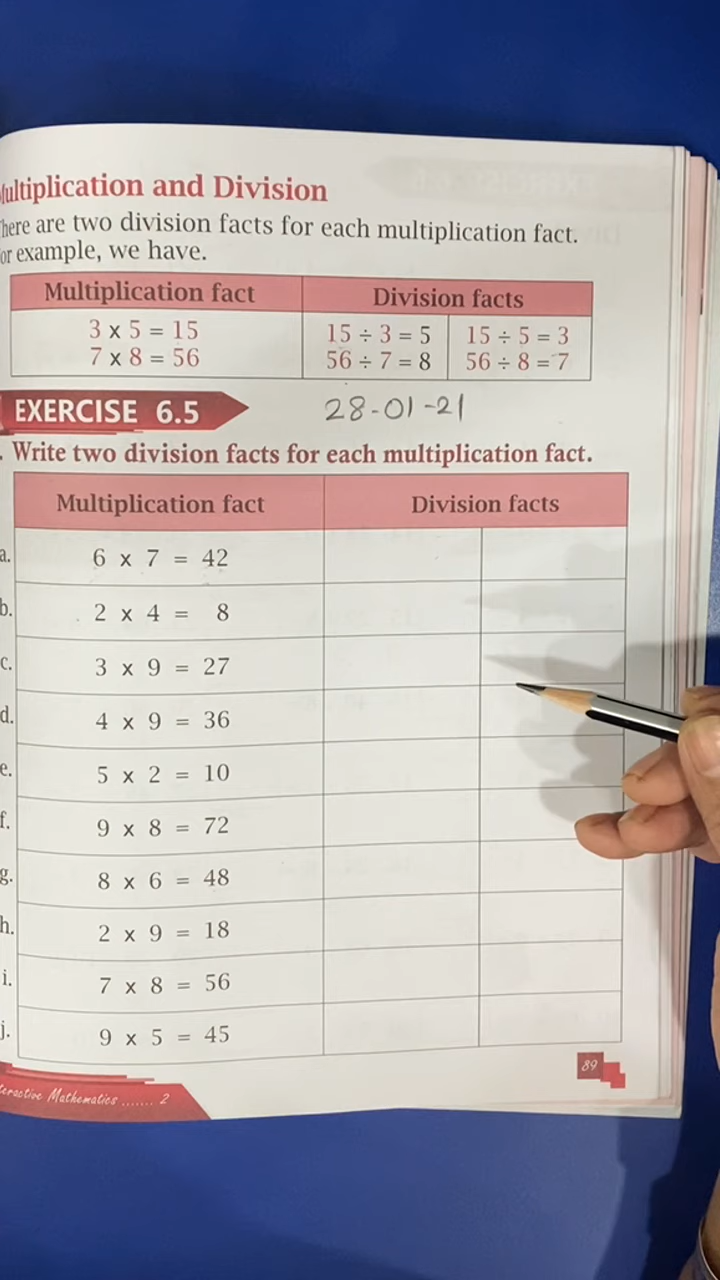 ultiplication and Division
here are two division facts for each multiplication fact.
or example, we have.
Multiplication fact Division facts
3 x 5 = 15 15 ÷ 3 = 5 15 ÷ 5 = 3
7 x 8 = 56 56 ÷ 7 = 8 56 ÷ 8 = 7
EXERCISE 6.5 28-01-21
. Write two division facts for each multiplication fact.
Multiplication fact Division facts
a. 6 x 7 = 42
b. 2 x 4 = 8
c. 3 x 9 = 27
d. 4 x 9 = 36
e. 5 x 2 = 10
f. 9 x 8 = 72
g. 8 x 6 = 48
h. 2 x 9 = 18
i. 7 x 8 = 56
j. 9 x 5 = 45
89
teractive Mathematics ....... 2